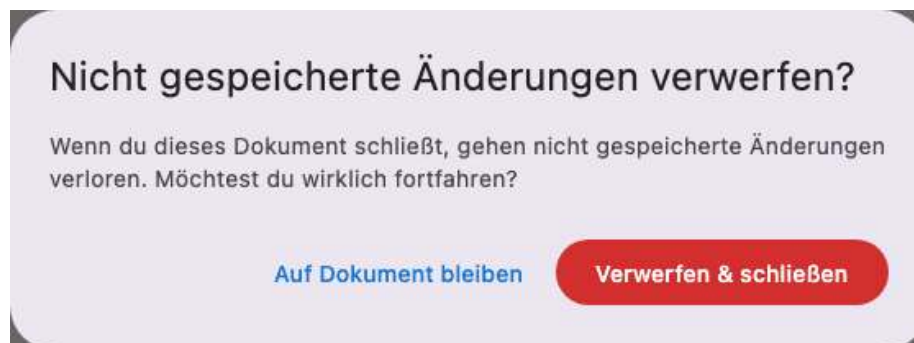 Nicht gespeicherte Änderungen verwerfen?
Wenn du dieses Dokument schließt, gehen nicht gespeicherte Änderungen
verloren. Möchtest du wirklich fortfahren?
Auf Dokument bleiben
Verwerfen & schließen